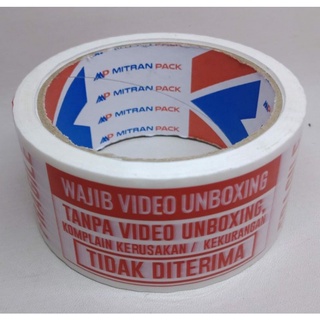 MITRAN PACK
MITRAN PACK
MITRAN PACK
MITRAN PACK
WAJIB VIDEO UNBOXING
TANPA VIDEO UNBOXING,
KOMPLAIN KERUSAKAN / KEKURANGAN
TIDAK DITERIMA